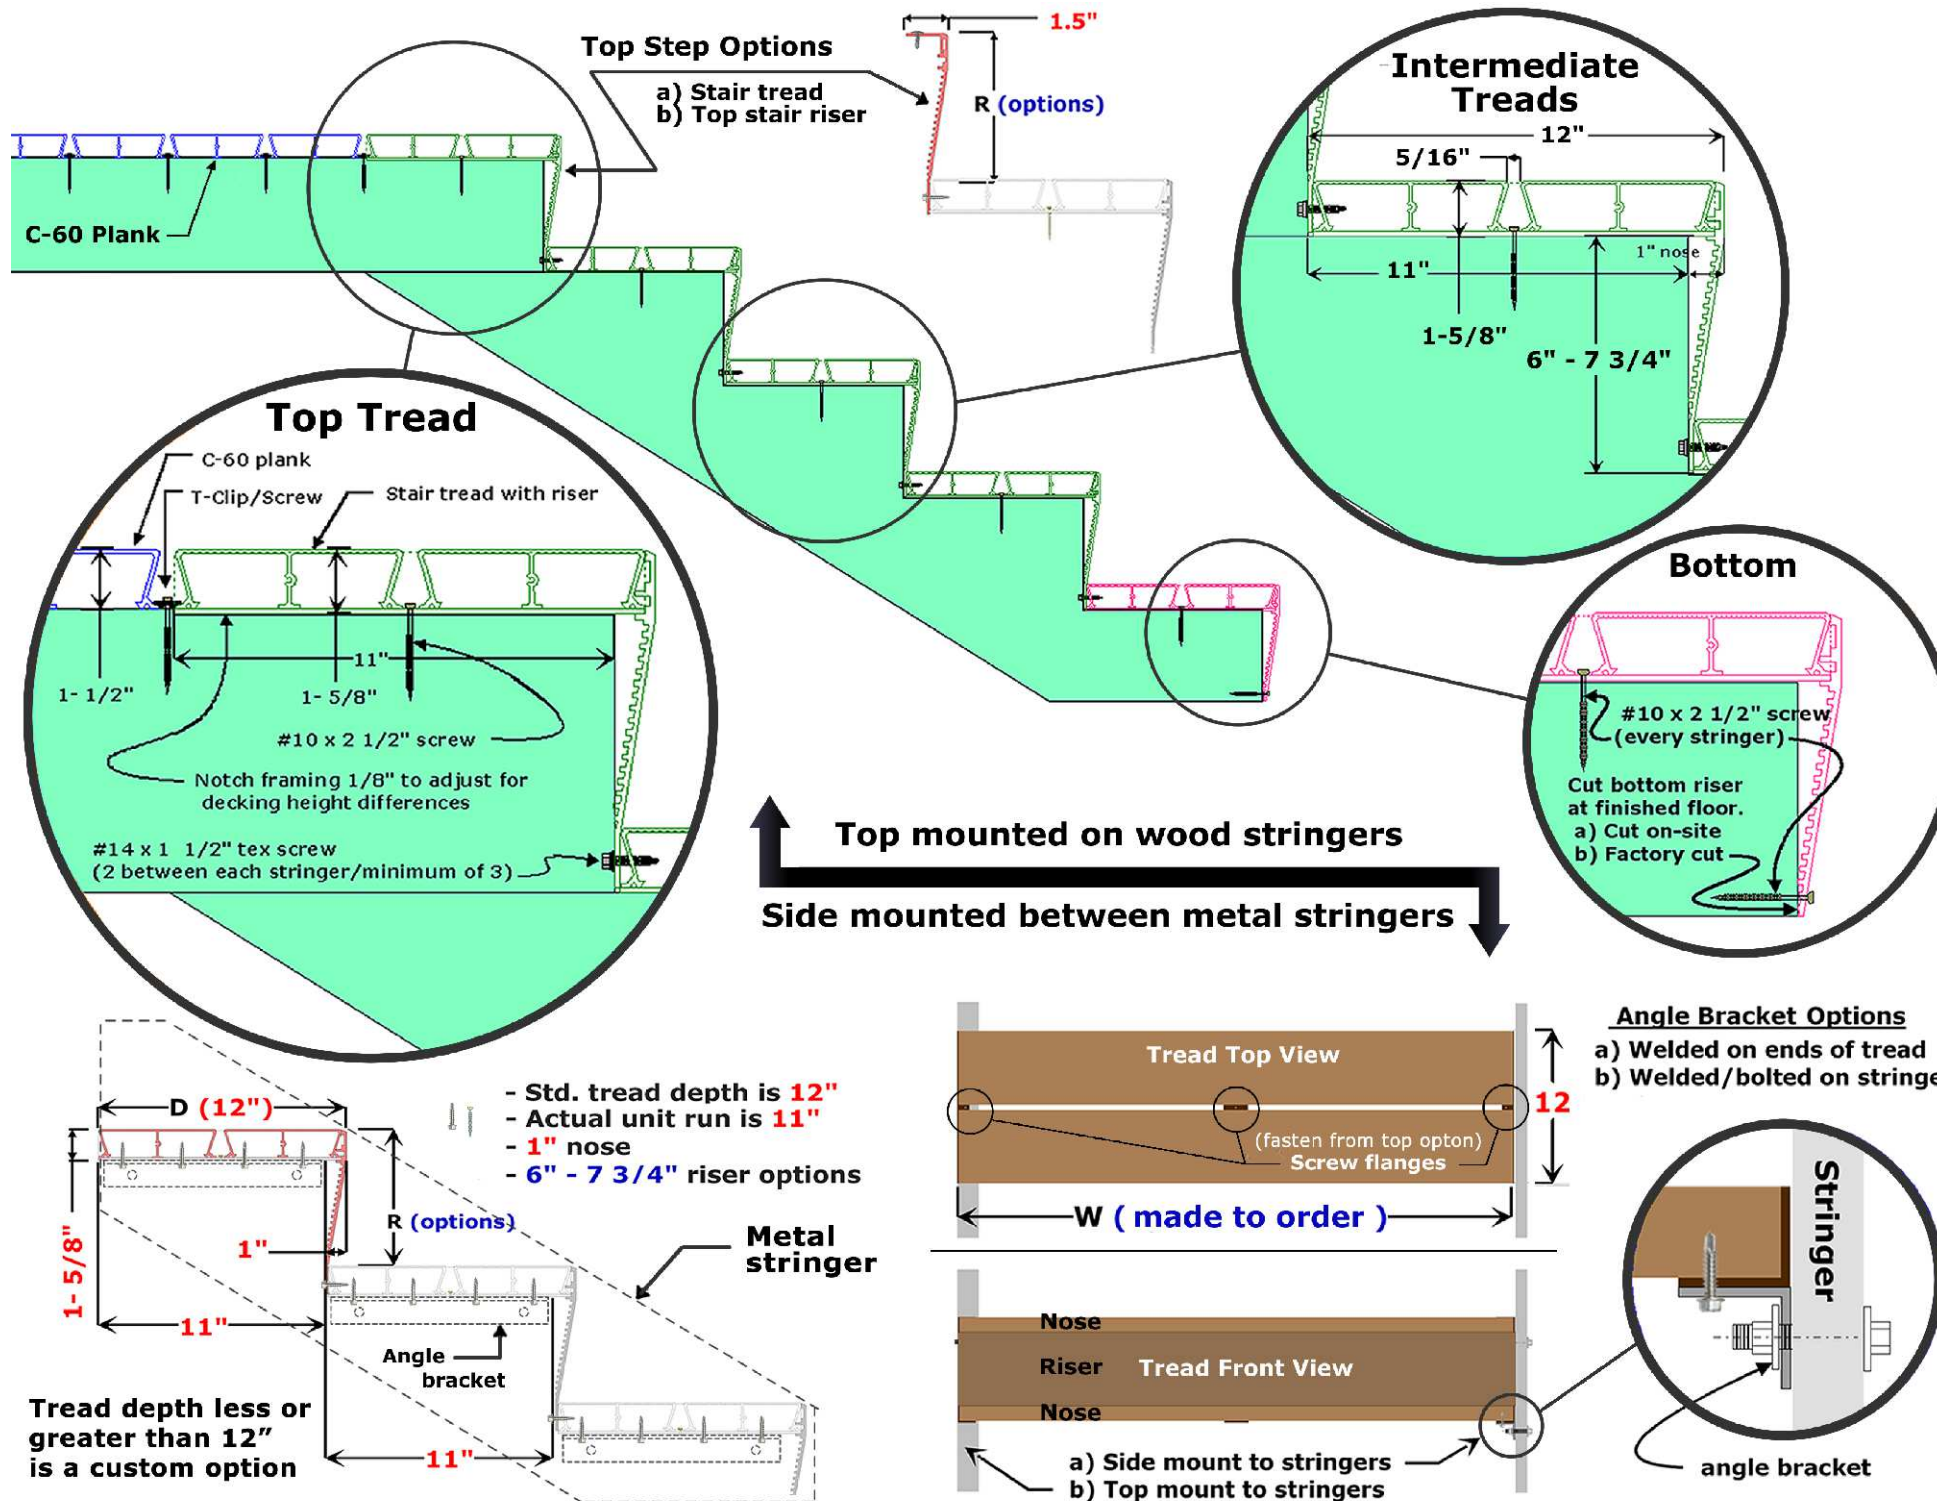 Top Step Options
a) Stair tread
b) Top stair riser
1.5"
R (options)
C-60 Plank
Intermediate
Treads
12"
5/16"
11"
1" nose
1-5/8"
6" - 7 3/4"
Top Tread
C-60 plank
T-Clip/Screw
Stair tread with riser
11"
1- 1/2"
1- 5/8"
#10 x 2 1/2" screw
Notch framing 1/8" to adjust for
decking height differences
#14 x 1 1/2" tex screw
(2 between each stringer/minimum of 3)
Bottom
#10 x 2 1/2" screw
(every stringer)
Cut bottom riser
at finished floor.
a) Cut on-site
b) Factory cut
Top mounted on wood stringers
Side mounted between metal stringers
D (12")
- Std. tread depth is 12"
- Actual unit run is 11"
- 1" nose
- 6" - 7 3/4" riser options
R (options)
1"
1- 5/8"
11"
Metal
stringer
Angle
bracket
11"
Tread depth less or
greater than 12"
is a custom option
Tread Top View
12
(fasten from top opton)
Screw flanges
W ( made to order )
Nose
Riser
Tread Front View
Nose
a) Side mount to stringers
b) Top mount to stringers
Angle Bracket Options
a) Welded on ends of tread
b) Welded/bolted on stringe
Stringer
angle bracket